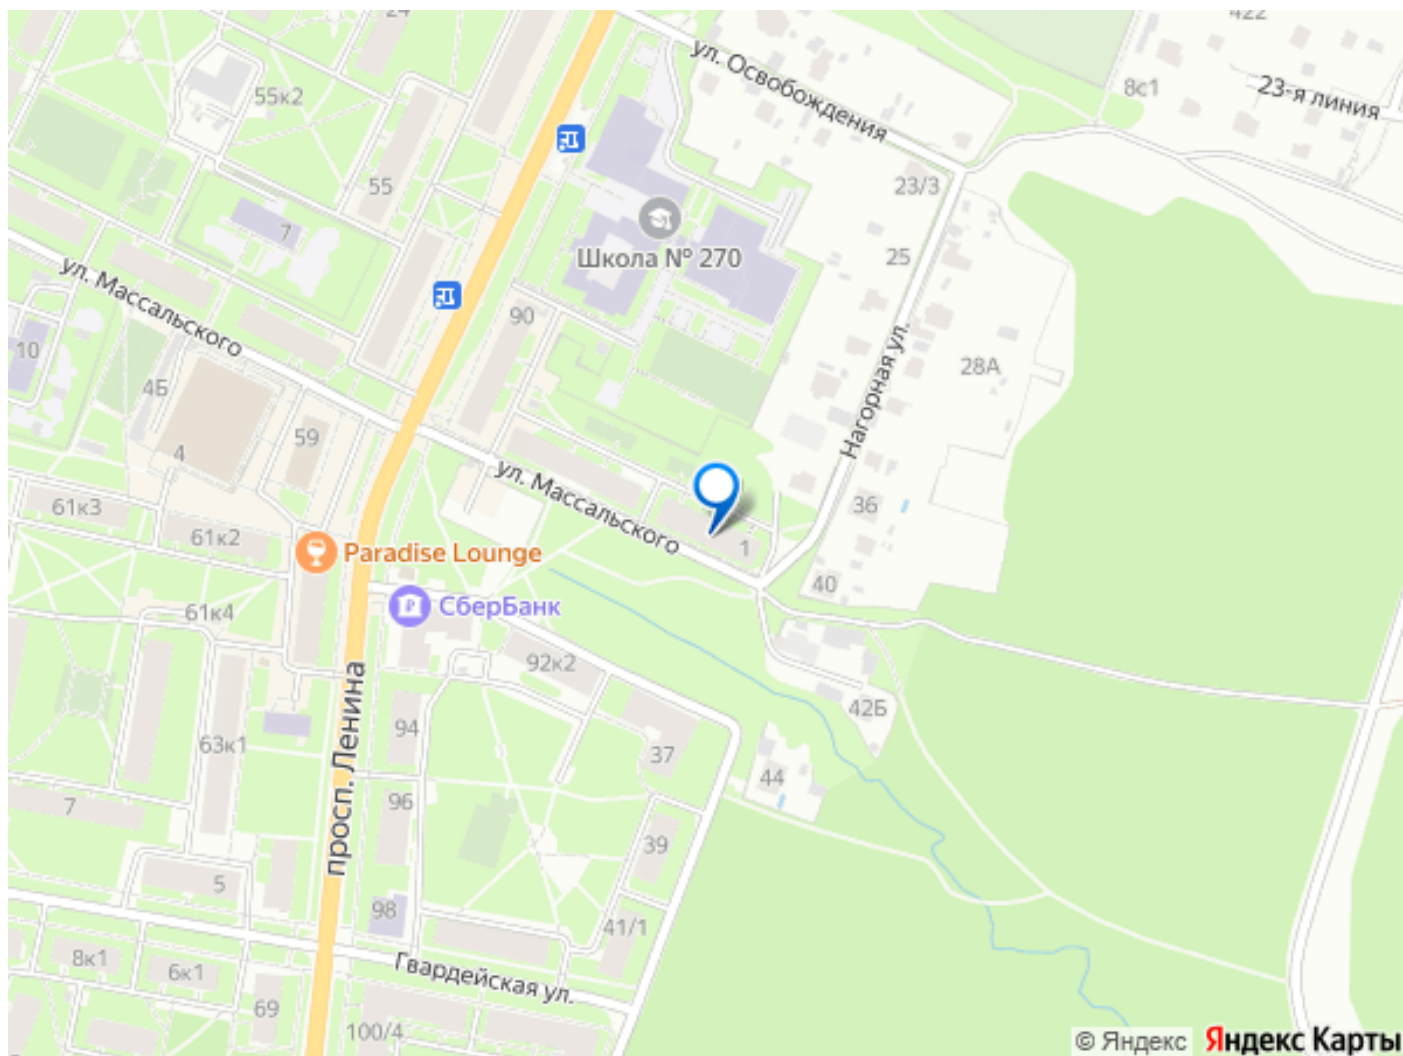 24
422
ул. Освобождения
8с1
23-я линия
55к2
55
23/3
7
Школа № 270
25
ул. Массальского
90
10
4Б
28А
Нагорная ул.
59
4
ул. Массальского
61к3
61к2
36
Paradise Lounge
1
40
61к4
СберБанк
92к2
42Б
просп. Ленина
94
63к1
37
44
7
96
39
5
98
41/1
8к1
6к1
Гвардейская ул.
69
100/4
© Яндекс Яндекс Карты